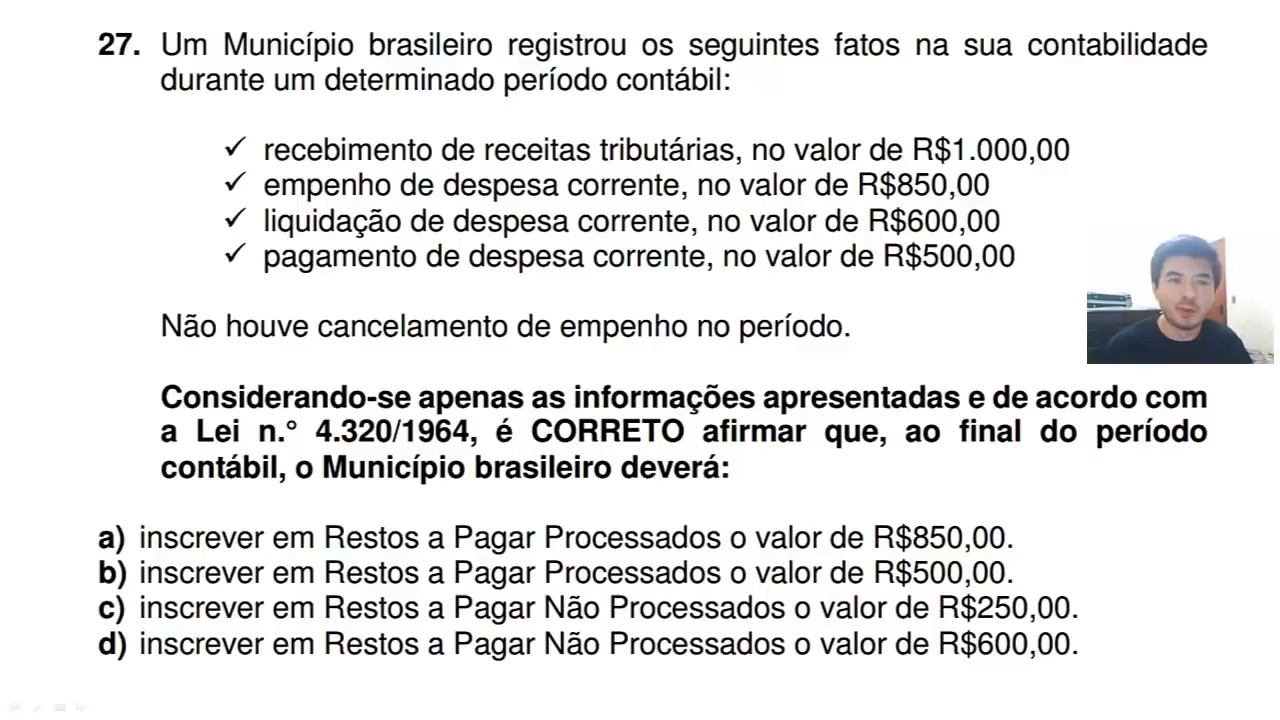 27. Um Município brasileiro registrou os seguintes fatos na sua contabilidade
durante um determinado período contábil:
✓ recebimento de receitas tributárias, no valor de R$1.000,00
✓ empenho de despesa corrente, no valor de R$850,00
✓ liquidação de despesa corrente, no valor de R$600,00
✓ pagamento de despesa corrente, no valor de R$500,00
Não houve cancelamento de empenho no período.
Considerando-se apenas as informações apresentadas e de acordo com
a Lei n.° 4.320/1964, é CORRETO afirmar que, ao final do período
contábil, o Município brasileiro deverá:
a) inscrever em Restos a Pagar Processados o valor de R$850,00.
b) inscrever em Restos a Pagar Processados o valor de R$500,00.
c) inscrever em Restos a Pagar Não Processados o valor de R$250,00.
d) inscrever em Restos a Pagar Não Processados o valor de R$600,00.